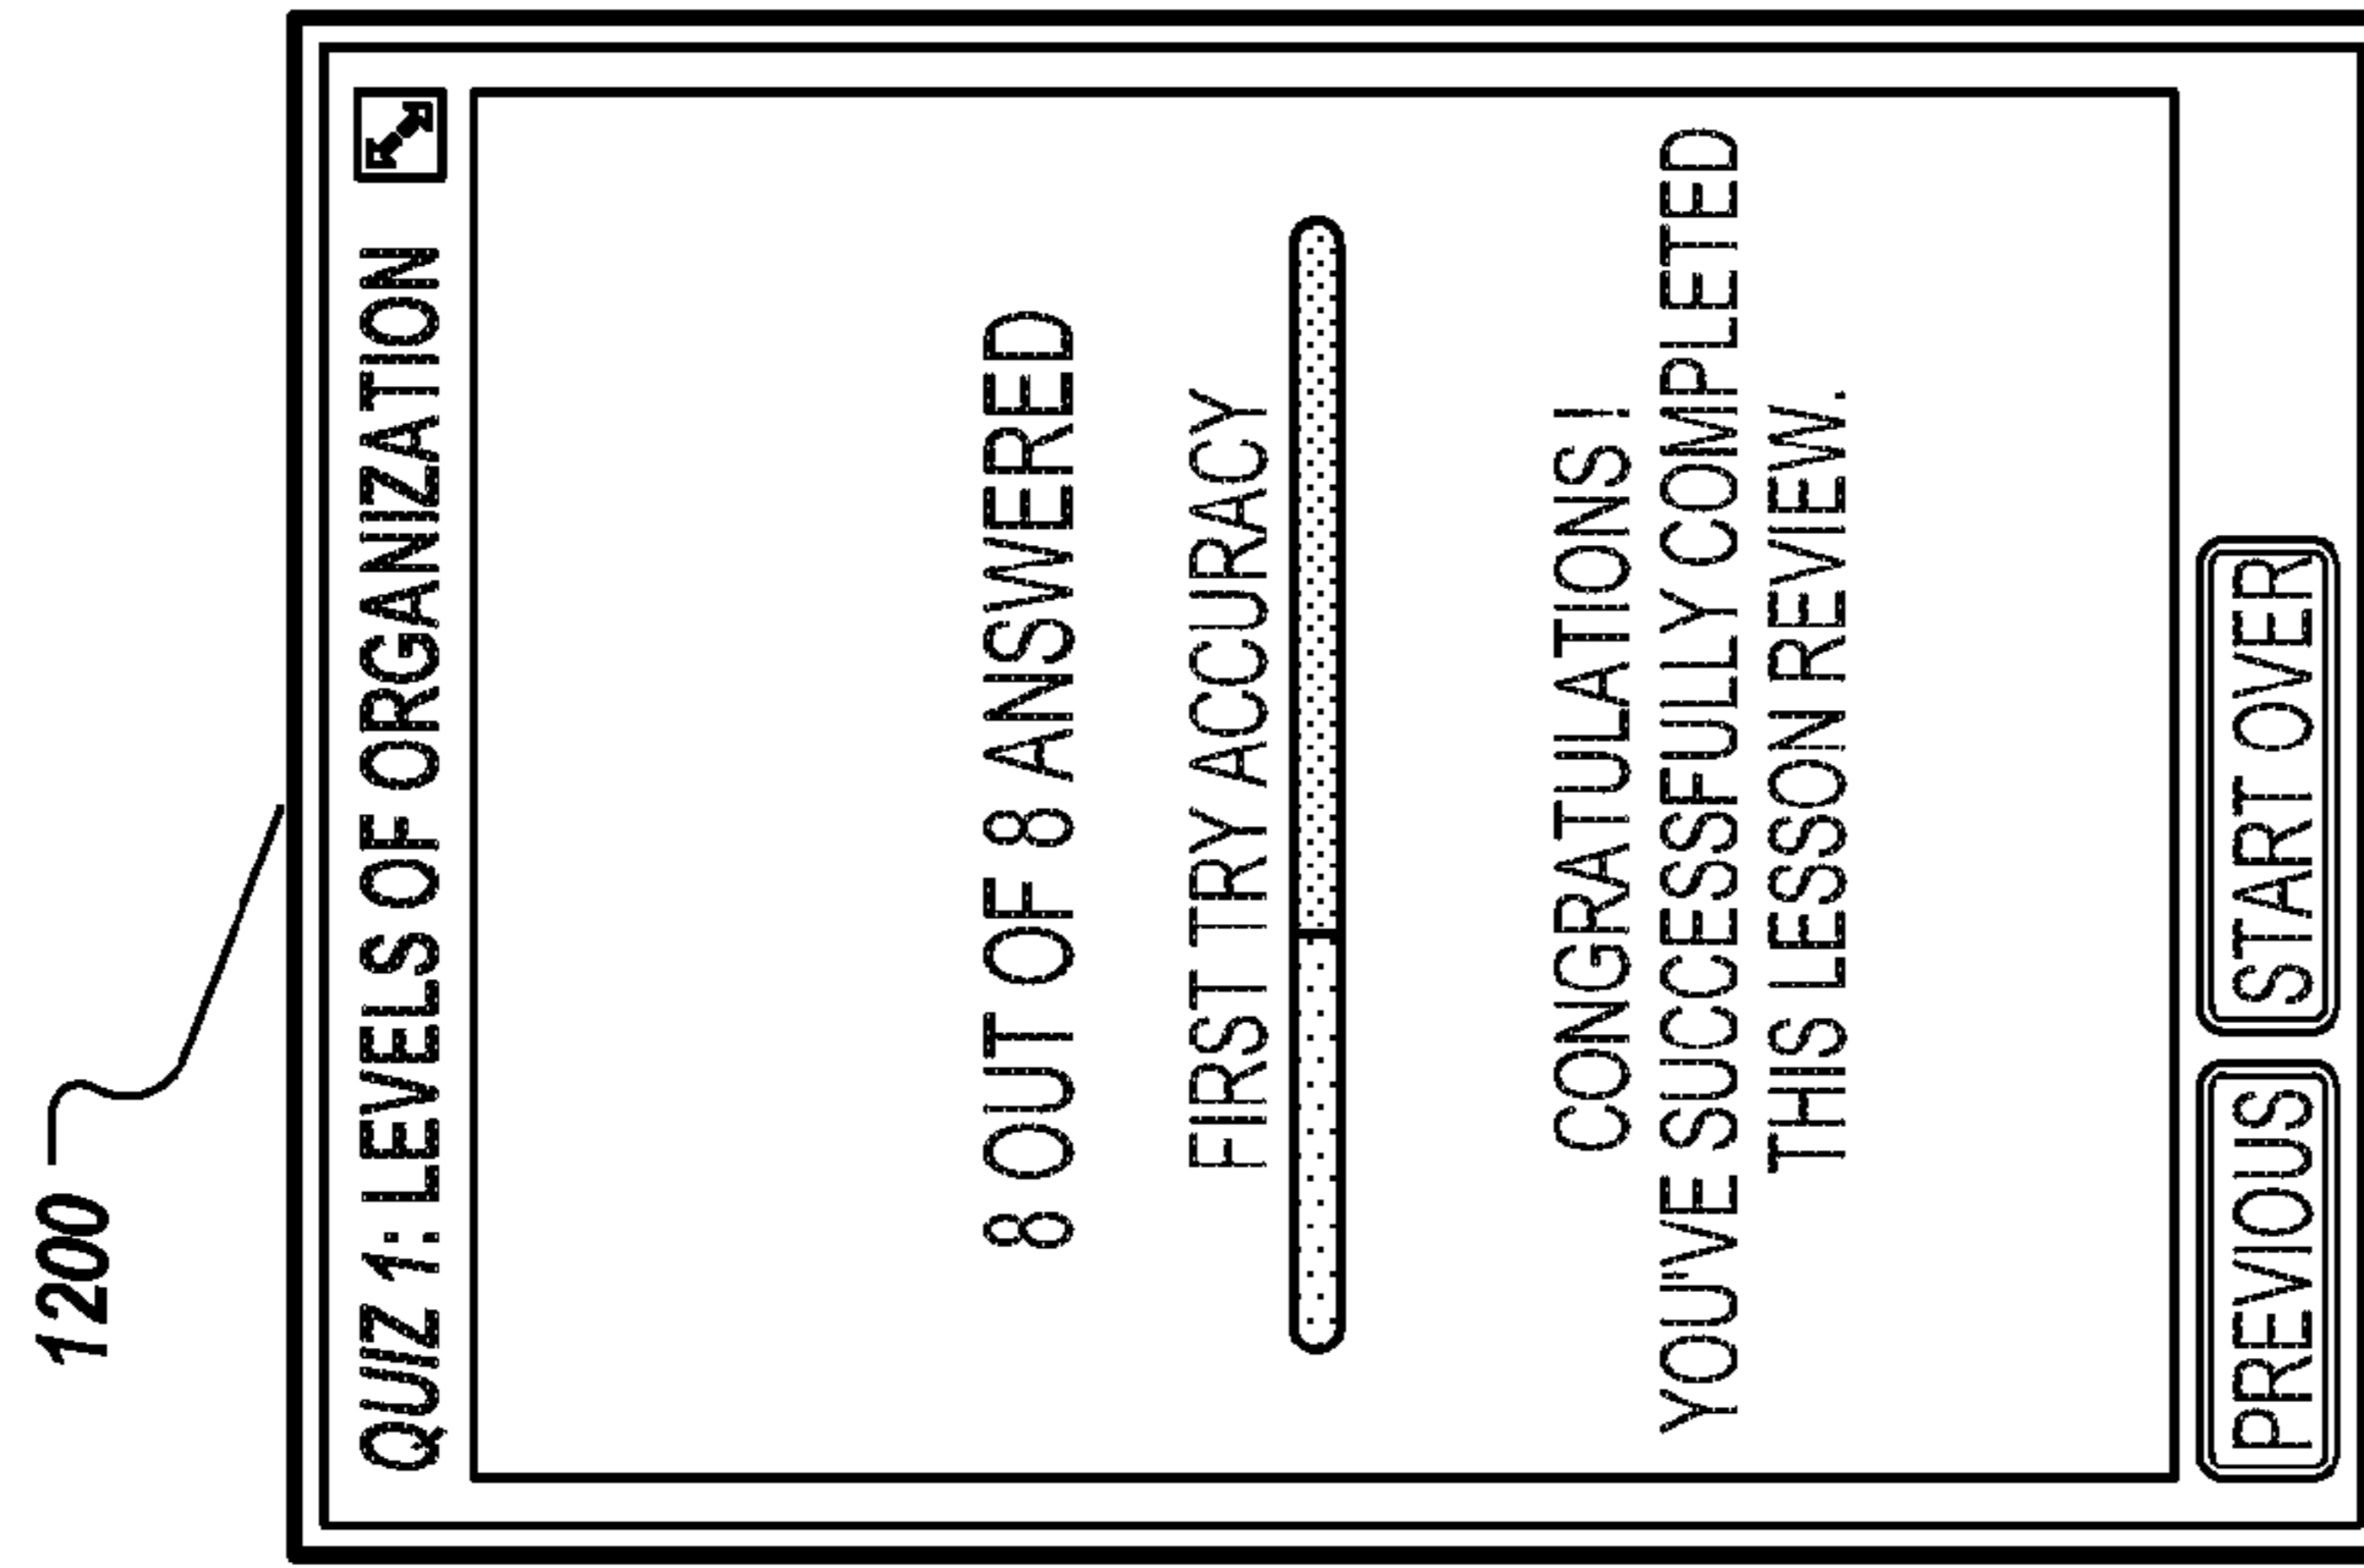 1200
QUIZ 1: LEVELS OF ORGANIZATION
8 OUT OF 8 ANSWERED
FIRST TRY ACCURACY
CONGRATULATIONS !
YOU'VE SUCCESSFULLY COMPLETED
THIS LESSON REVIEW.
PREVIOUS START OVER